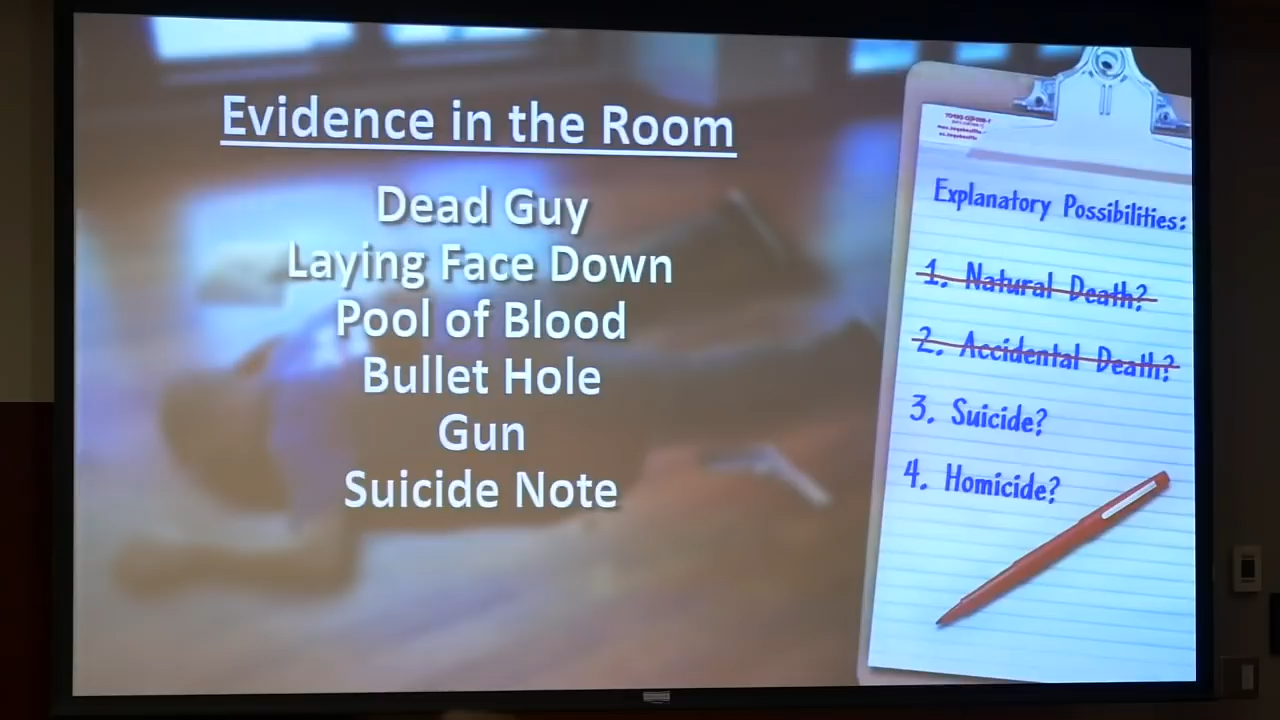 Evidence in the Room
Dead Guy
Laying Face Down
Pool of Blood
Bullet Hole
Gun
Suicide Note
Explanatory Possibilities:
1. Natural Death?
2. Accidental Death?
3. Suicide?
4. Homicide?